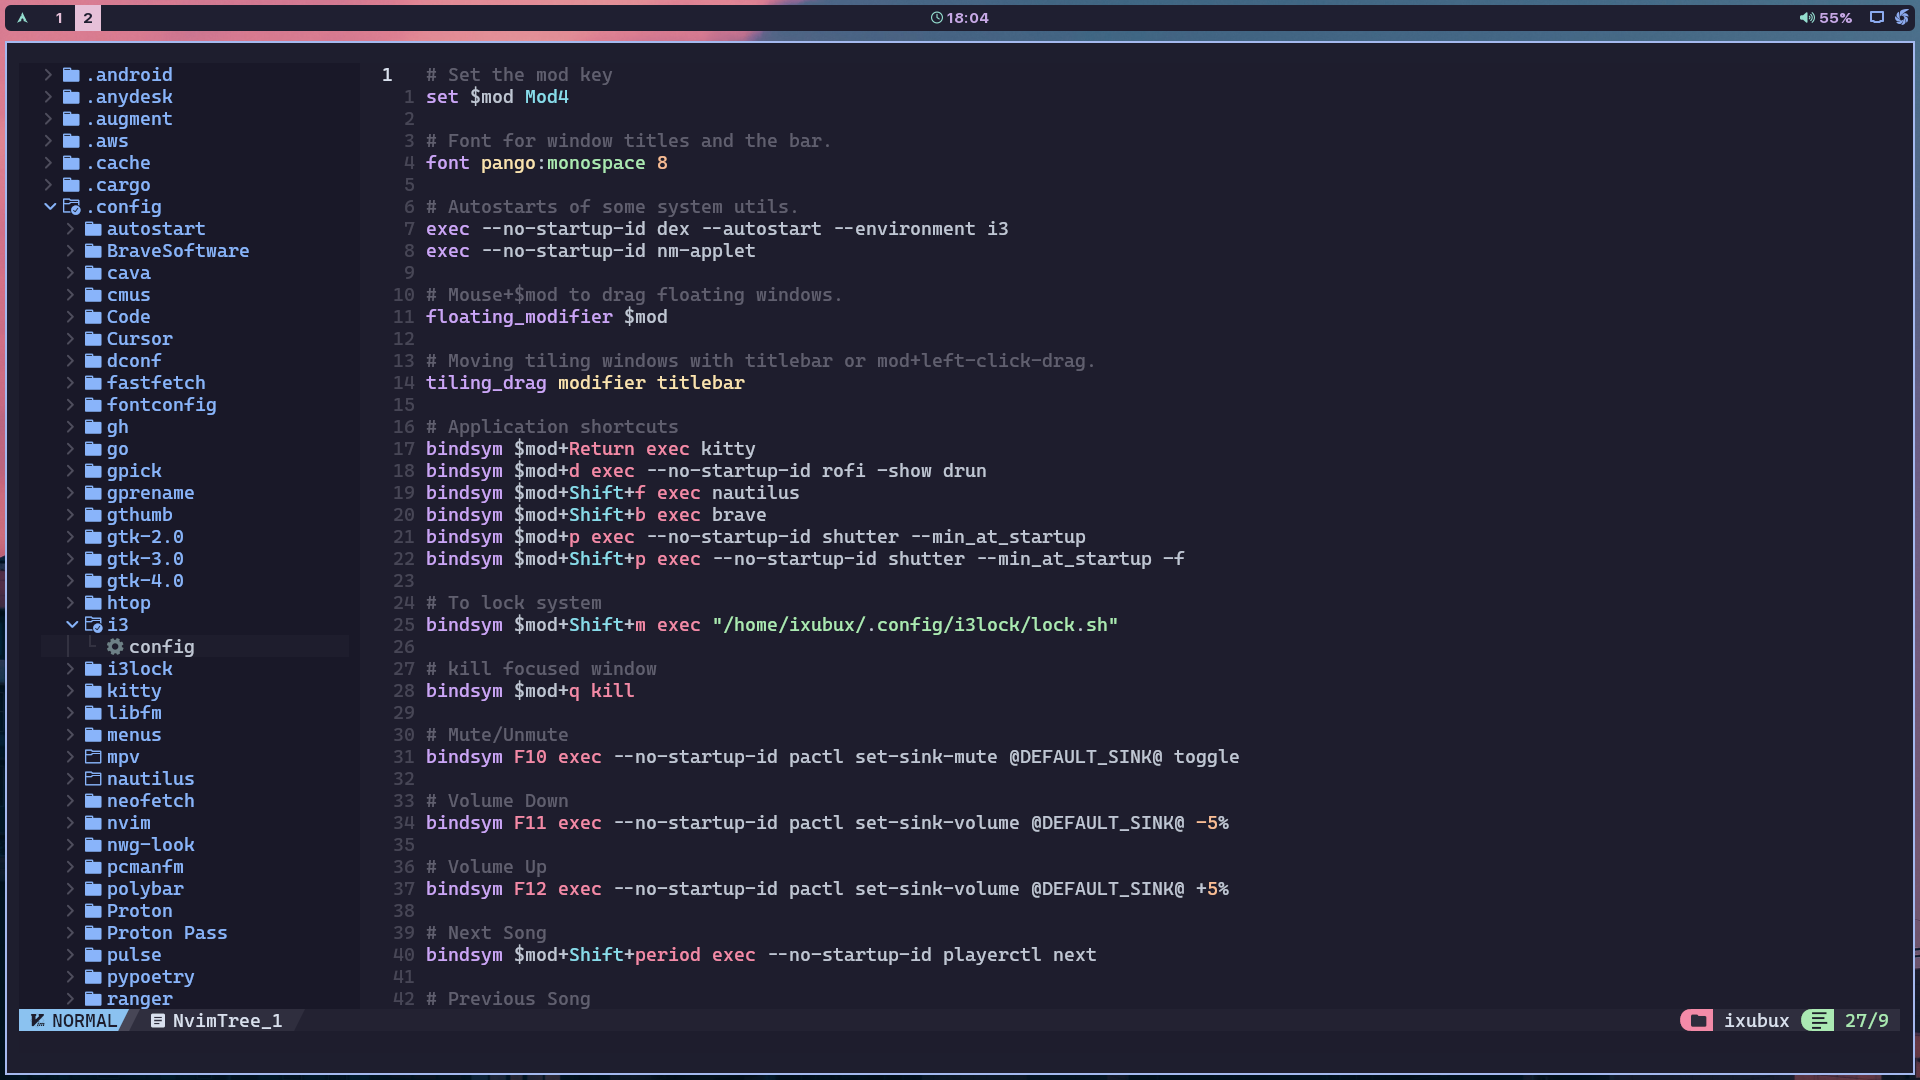 1 2 18:04 55%
.android
.anydesk
.augment
.aws
.cache
.cargo
.config
autostart
BraveSoftware
cava
cmus
Code
Cursor
dconf
fastfetch
fontconfig
gh
go
gpick
gprename
gthumb
gtk-2.0
gtk-3.0
gtk-4.0
htop
i3
config
i3lock
kitty
libfm
menus
mpv
nautilus
neofetch
nvim
nwg-look
pcmanfm
polybar
Proton
Proton Pass
pulse
pypoetry
ranger
1 # Set the mod key
1 set $mod Mod4
2
3 # Font for window titles and the bar.
4 font pango:monospace 8
5
6 # Autostarts of some system utils.
7 exec --no-startup-id dex --autostart --environment i3
8 exec --no-startup-id nm-applet
9
10 # Mouse+$mod to drag floating windows.
11 floating_modifier $mod
12
13 # Moving tiling windows with titlebar or mod+left-click-drag.
14 tiling_drag modifier titlebar
15
16 # Application shortcuts
17 bindsym $mod+Return exec kitty
18 bindsym $mod+d exec --no-startup-id rofi -show drun
19 bindsym $mod+Shift+f exec nautilus
20 bindsym $mod+Shift+b exec brave
21 bindsym $mod+p exec --no-startup-id shutter --min_at_startup
22 bindsym $mod+Shift+p exec --no-startup-id shutter --min_at_startup -f
23
24 # To lock system
25 bindsym $mod+Shift+m exec "/home/ixubux/.config/i3lock/lock.sh"
26
27 # kill focused window
28 bindsym $mod+q kill
29
30 # Mute/Unmute
31 bindsym F10 exec --no-startup-id pactl set-sink-mute @DEFAULT_SINK@ toggle
32
33 # Volume Down
34 bindsym F11 exec --no-startup-id pactl set-sink-volume @DEFAULT_SINK@ -5%
35
36 # Volume Up
37 bindsym F12 exec --no-startup-id pactl set-sink-volume @DEFAULT_SINK@ +5%
38
39 # Next Song
40 bindsym $mod+Shift+period exec --no-startup-id playerctl next
41
42 # Previous Song
NORMAL NvimTree_1 ixubux 27/9